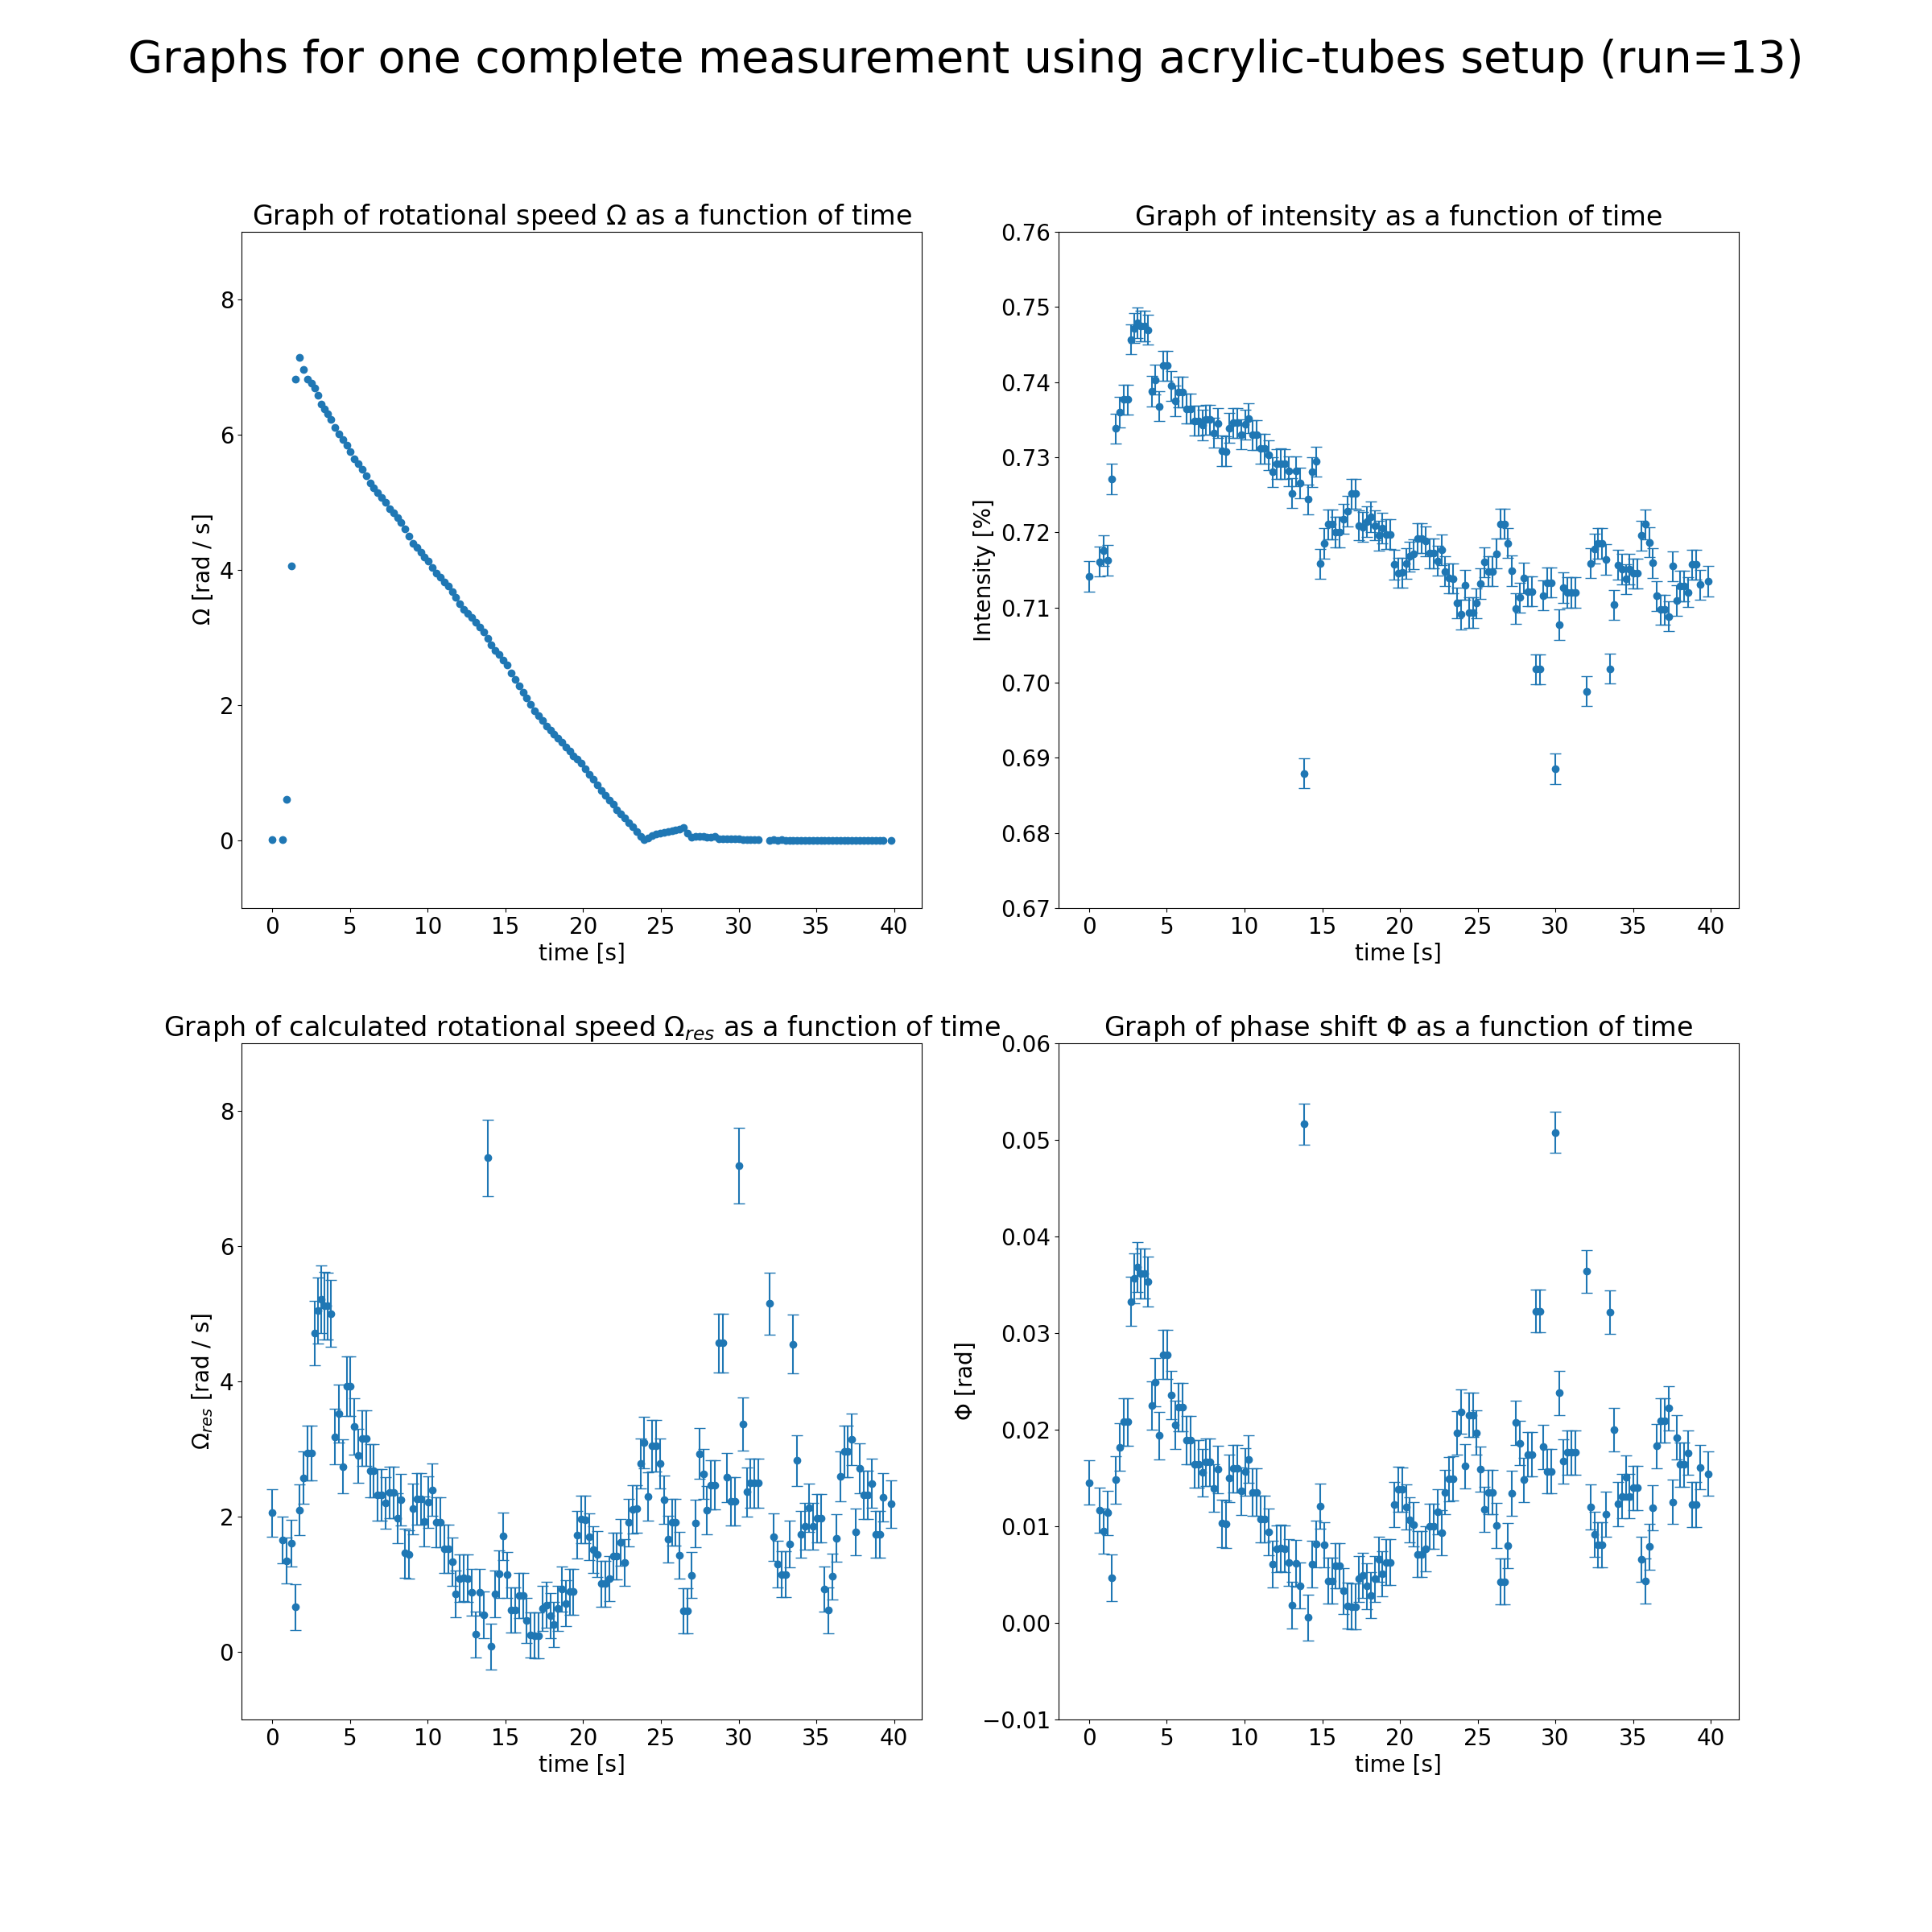 Graphs for one complete measurement using acrylic-tubes setup (run=13)
Graph of rotational speed Ω as a function of time
8
6
4
2
0
Ω [rad / s]
0 5 10 15 20 25 30 35 40
time [s]
Graph of intensity as a function of time
0.76
0.75
0.74
0.73
0.72
0.71
0.70
0.69
0.68
0.67
Intensity [%]
0 5 10 15 20 25 30 35 40
time [s]
Graph of calculated rotational speed Ωres as a function of time
8
6
4
2
0
Ωres [rad / s]
0 5 10 15 20 25 30 35 40
time [s]
Graph of phase shift Φ as a function of time
0.06
0.05
0.04
0.03
0.02
0.01
0.00
−0.01
Φ [rad]
0 5 10 15 20 25 30 35 40
time [s]